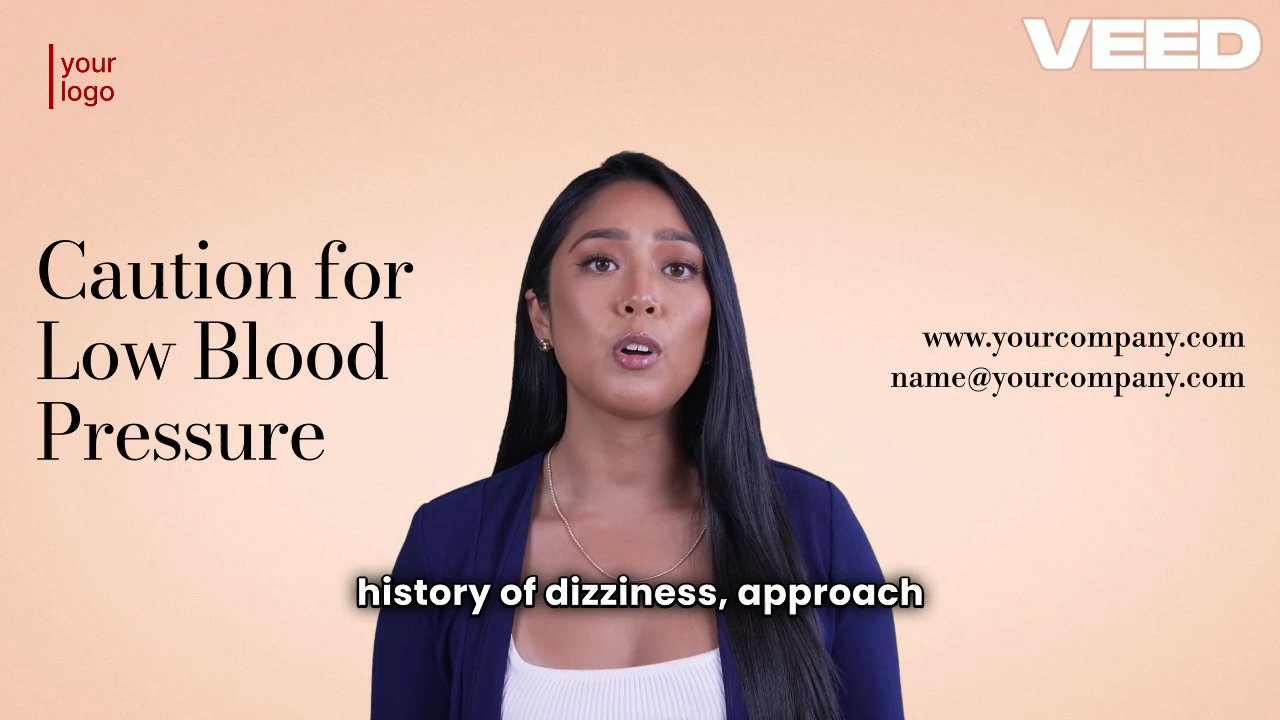 your
logo
VEED
Caution for
Low Blood
Pressure
www.yourcompany.com
name@yourcompany.com
history of dizziness, approach